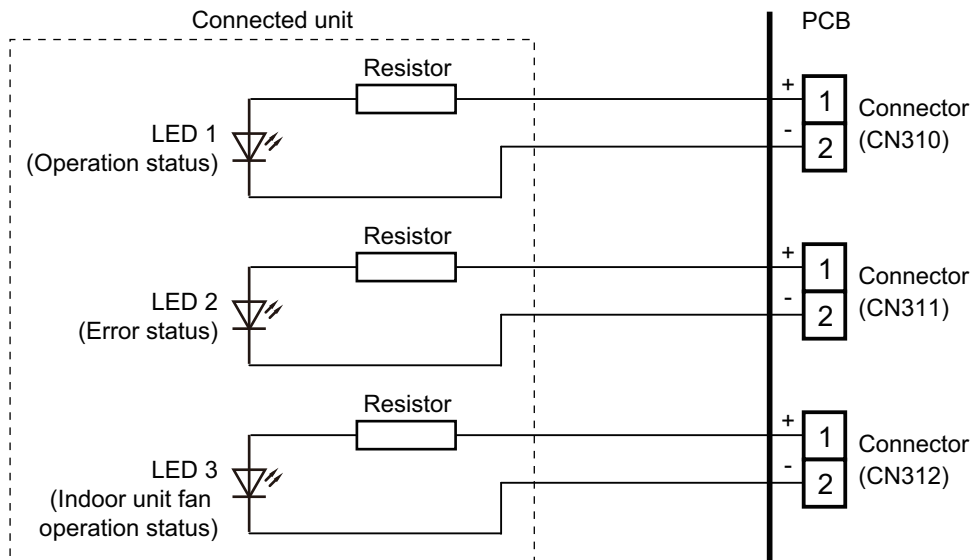 Connected unit
PCB
Resistor
LED 1
(Operation status)
+
-
1
2
Connector
(CN310)
Resistor
LED 2
(Error status)
+
-
1
2
Connector
(CN311)
Resistor
LED 3
(Indoor unit fan
operation status)
+
-
1
2
Connector
(CN312)